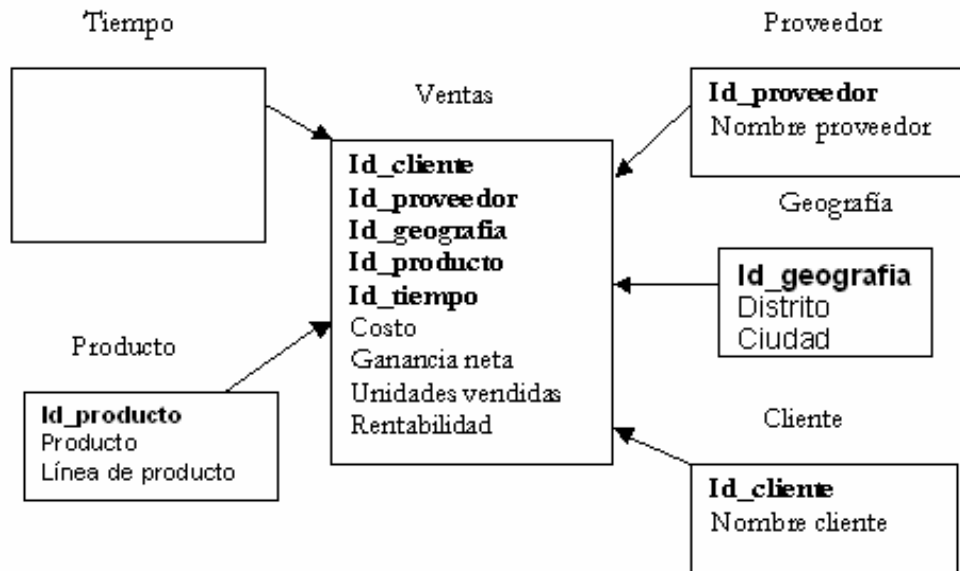 Tiempo
Proveedor
Id_proveedor
Nombre proveedor
Ventas
Id_cliente
Id_proveedor
Id_geografia
Id_producto
Id_tiempo
Costo
Ganancia neta
Unidades vendidas
Rentabilidad
Geografía
Id_geografia
Distrito
Ciudad
Producto
Id_producto
Producto
Línea de producto
Cliente
Id_cliente
Nombre cliente